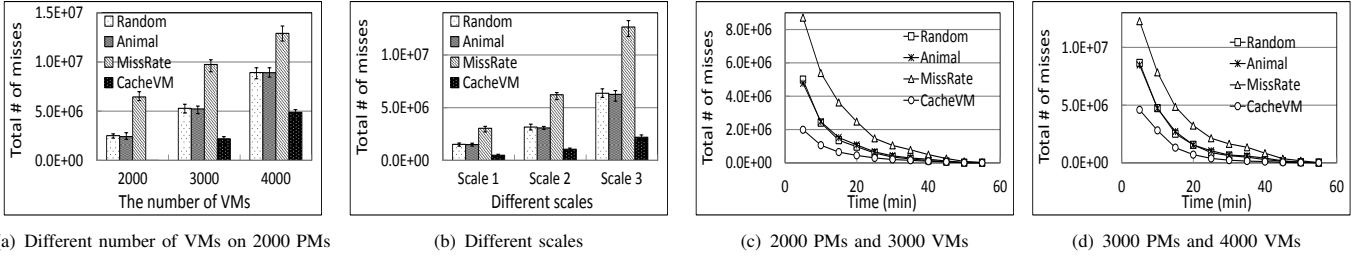 Total # of misses
1.5E+07
1.0E+07
5.0E+06
0.0E+00
Random
Animal
MissRate
CacheVM
2000 3000 4000
The number of VMs
(a) Different number of VMs on 2000 PMs
Total # of misses
1.0E+07
5.0E+06
0.0E+00
Random
Animal
MissRate
CacheVM
Scale 1 Scale 2 Scale 3
Different scales
(b) Different scales
Total # of misses
8.0E+06
6.0E+06
4.0E+06
2.0E+06
0.0E+00
Random
Animal
MissRate
CacheVM
0 20 40 60
Time (min)
(c) 2000 PMs and 3000 VMs
Total # of misses
1.0E+07
5.0E+06
0.0E+00
Random
Animal
MissRate
CacheVM
0 20 40 60
Time (min)
(d) 3000 PMs and 4000 VMs